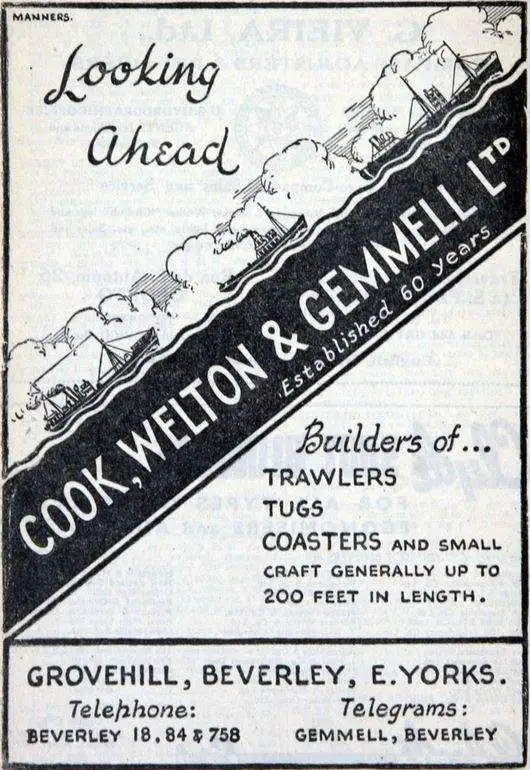 MANNERS.
Looking
Ahead
COOK, WELTON & GEMMELL LTD
Established 60 years
Builders of...
TRAWLERS
TUGS
COASTERS AND SMALL
CRAFT GENERALLY UP TO
200 FEET IN LENGTH.
GROVEHILL, BEVERLEY, E. YORKS.
Telephone: Telegrams:
BEVERLEY 18, 84 & 758 GEMMELL, BEVERLEY